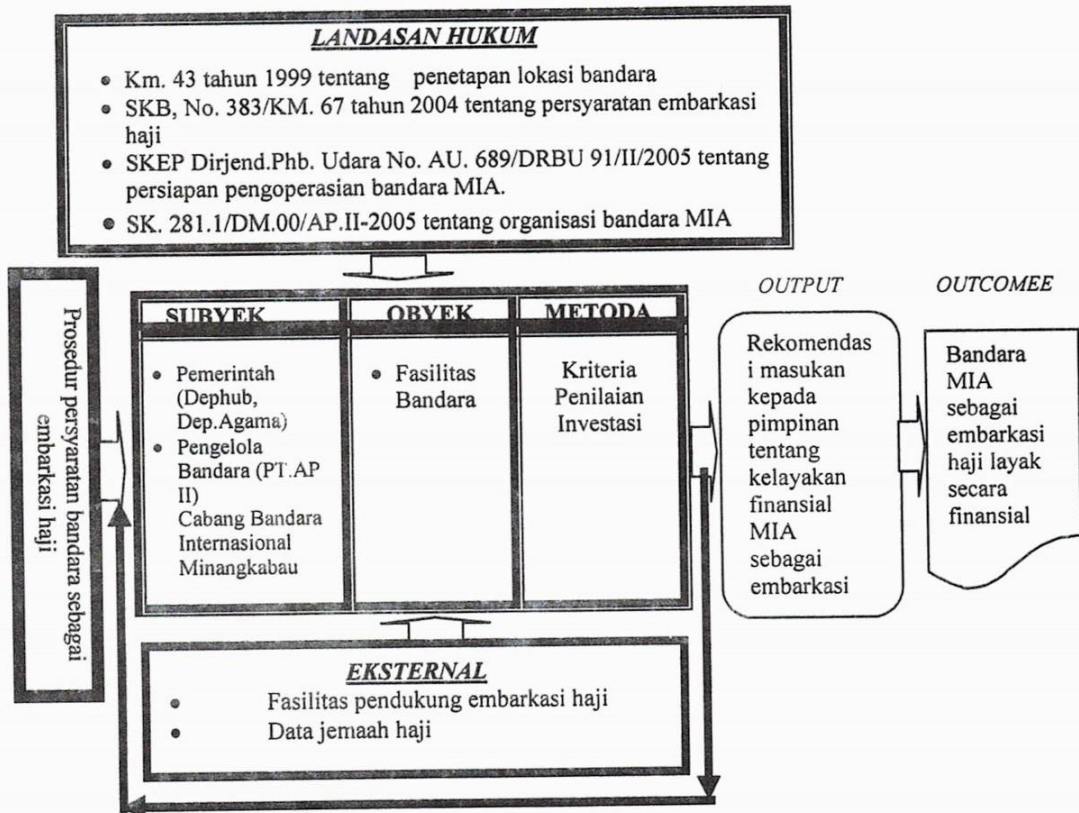 LANDASAN HUKUM
• Km. 43 tahun 1999 tentang penetapan lokasi bandara
• SKB, No. 383/KM. 67 tahun 2004 tentang persyaratan embarkasi
haji
• SKEP Dirjend.Phb. Udara No. AU. 689/DRBU 91/II/2005 tentang
persiapan pengoperasian bandara MIA.
• SK. 281.1/DM.00/AP.II-2005 tentang organisasi bandara MIA
Prosedur persyaratan bandara sebagai
embarkasi haji
SUBYEK
• Pemerintah
(Dephub,
Dep.Agama)
• Pengelola
Bandara (PT.AP
II)
Cabang Bandara
Internasional
Minangkabau
OBYEK
• Fasilitas
Bandara
METODA
Kriteria
Penilaian
Investasi
OUTPUT
Rekomendas
i masukan
kepada
pimpinan
tentang
kelayakan
finansial
MIA
sebagai
embarkasi
OUTCOMEE
Bandara
MIA
sebagai
embarkasi
haji layak
secara
finansial
EKSTERNAL
• Fasilitas pendukung embarkasi haji
• Data jemaah haji